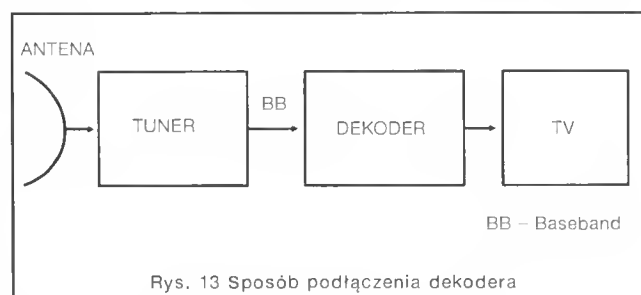 ANTENA
TUNER
BB
DEKODER
TV
BB – Baseband
Rys. 13 Sposób podłączenia dekodera